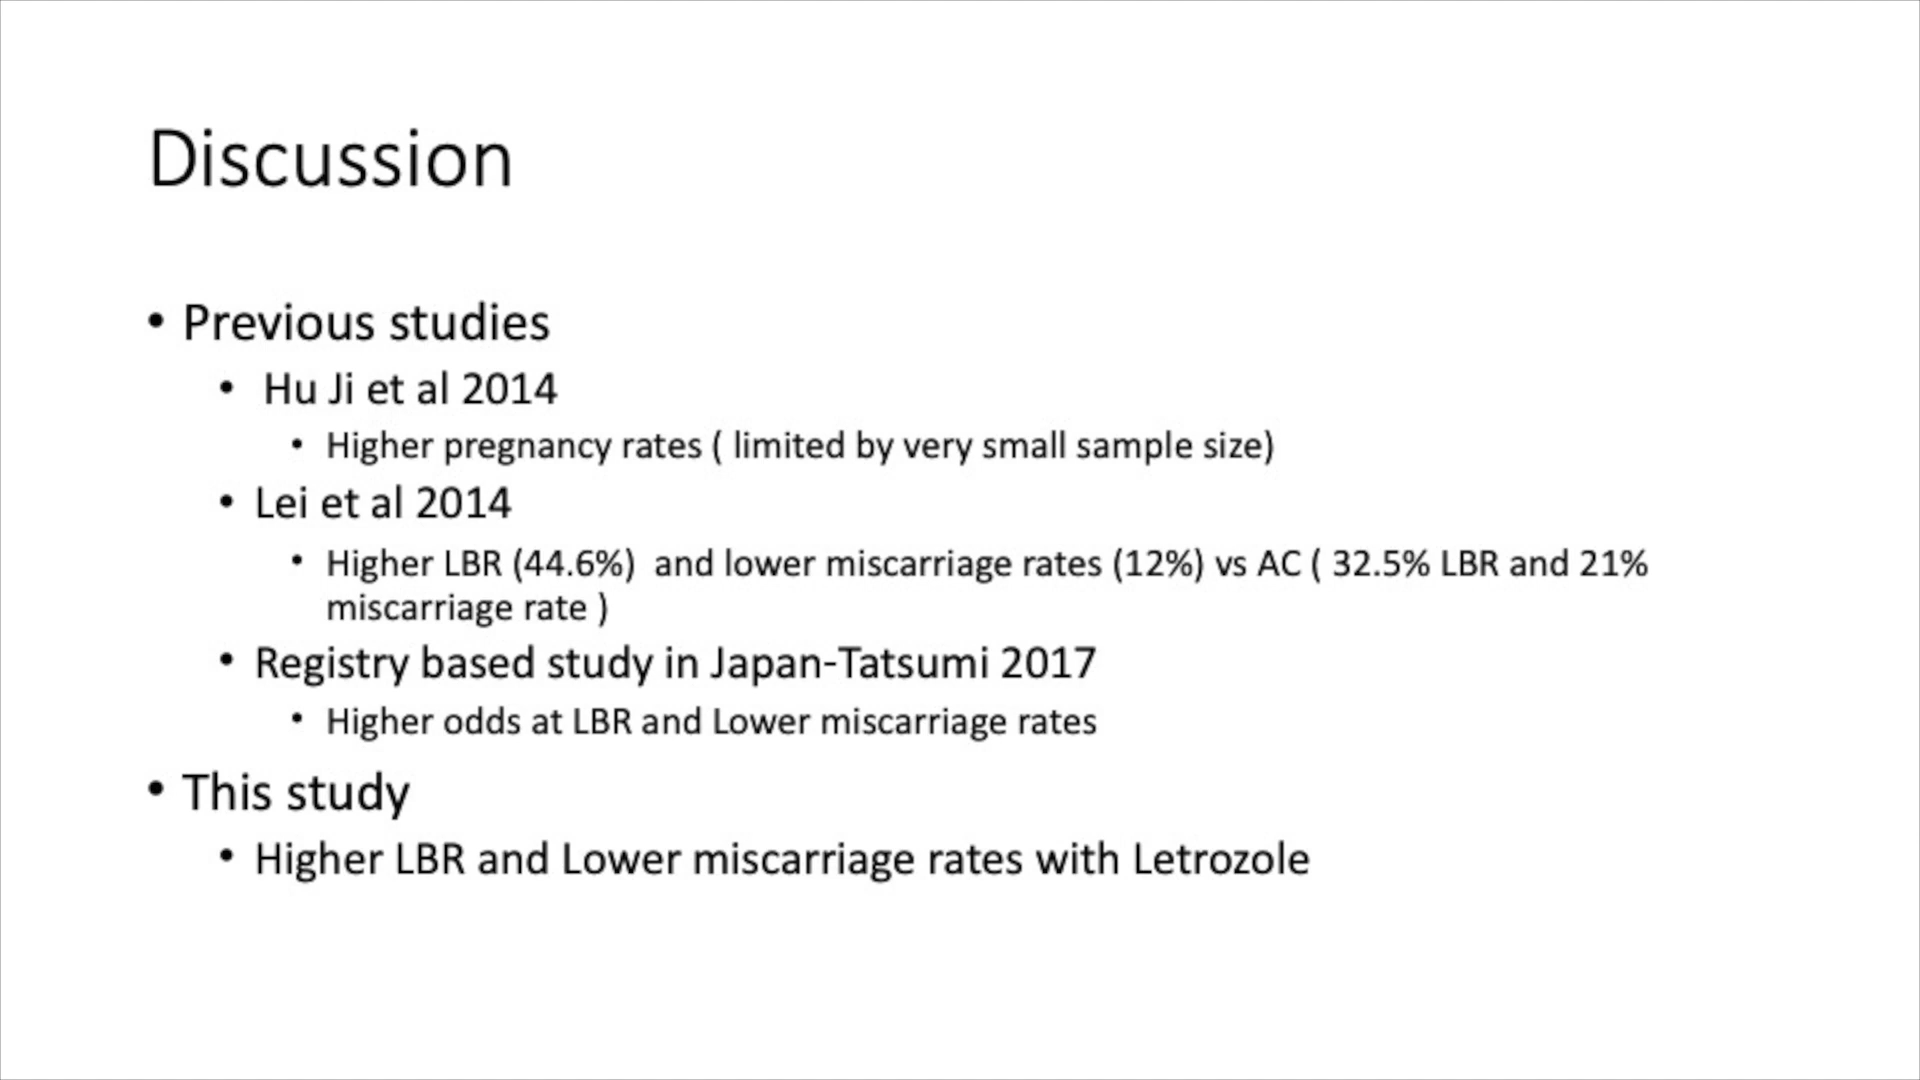 Discussion
• Previous studies
• Hu Ji et al 2014
• Higher pregnancy rates ( limited by very small sample size)
• Lei et al 2014
• Higher LBR (44.6%)  and lower miscarriage rates (12%) vs AC ( 32.5% LBR and 21%
miscarriage rate )
• Registry based study in Japan-Tatsumi 2017
• Higher odds at LBR and Lower miscarriage rates
• This study
• Higher LBR and Lower miscarriage rates with Letrozole